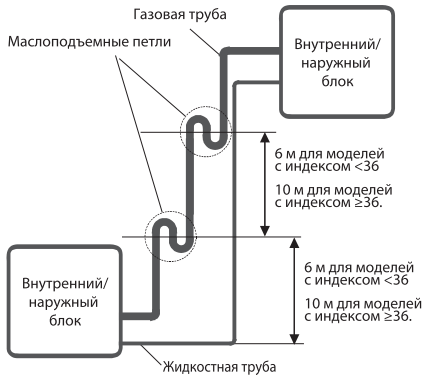 Газовая труба
Маслоподъемные петли
Внутренний/
наружный
блок
6 м для моделей
с индексом <36
10 м для моделей
с индексом ≥36.
Внутренний/
наружный
блок
6 м для моделей
с индексом <36
10 м для моделей
с индексом ≥36.
Жидкостная труба